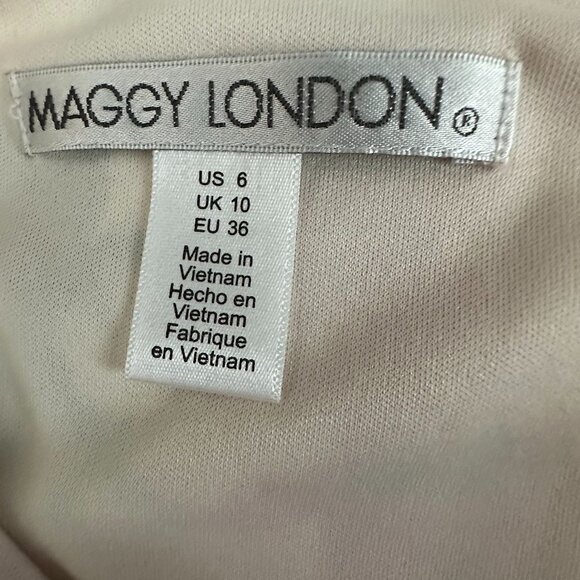 MAGGY LONDON ®
US 6
UK 10
EU 36
Made in
Vietnam
Hecho en
Vietnam
Fabrique
en Vietnam